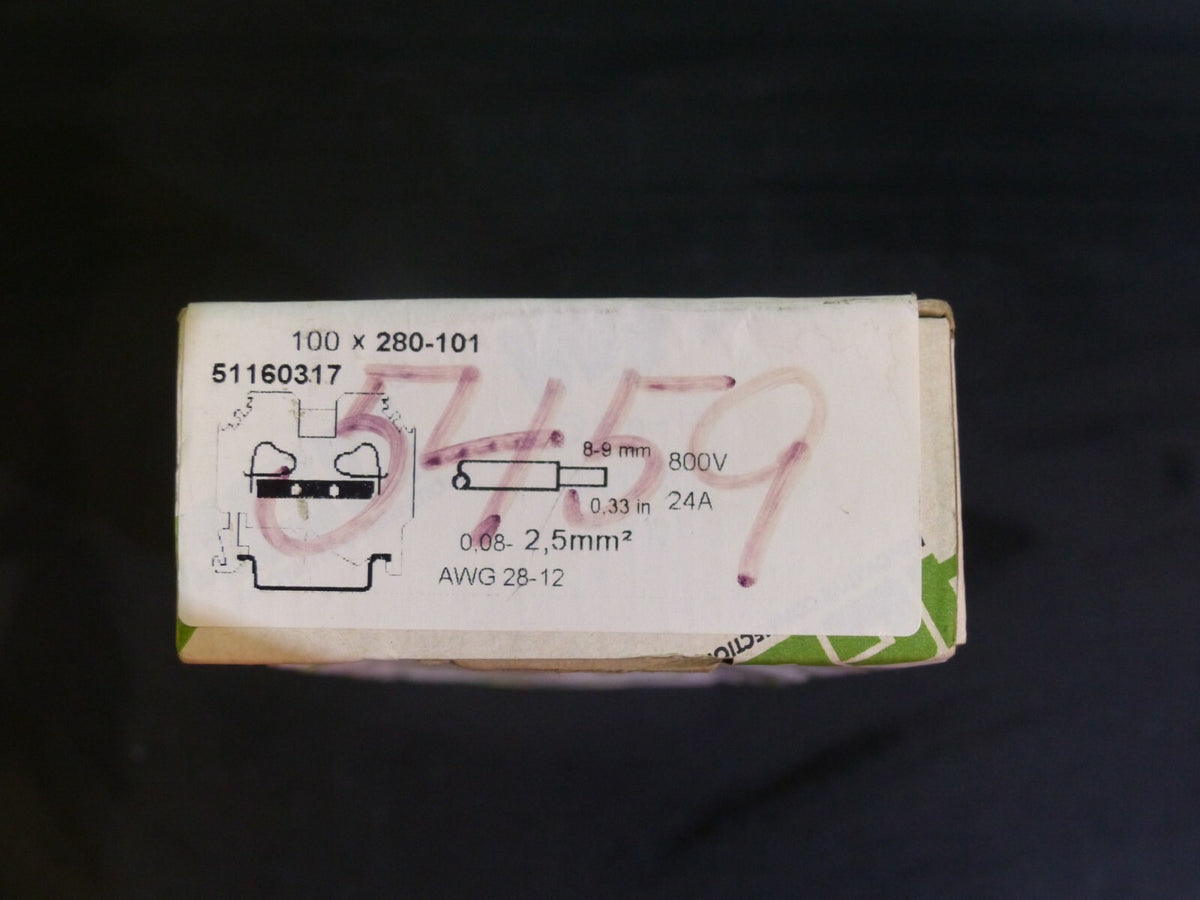 100 x 280-101
51160317
5459
8-9 mm 800V
0,33 in 24A
0,08- 2,5mm²
AWG 28-12